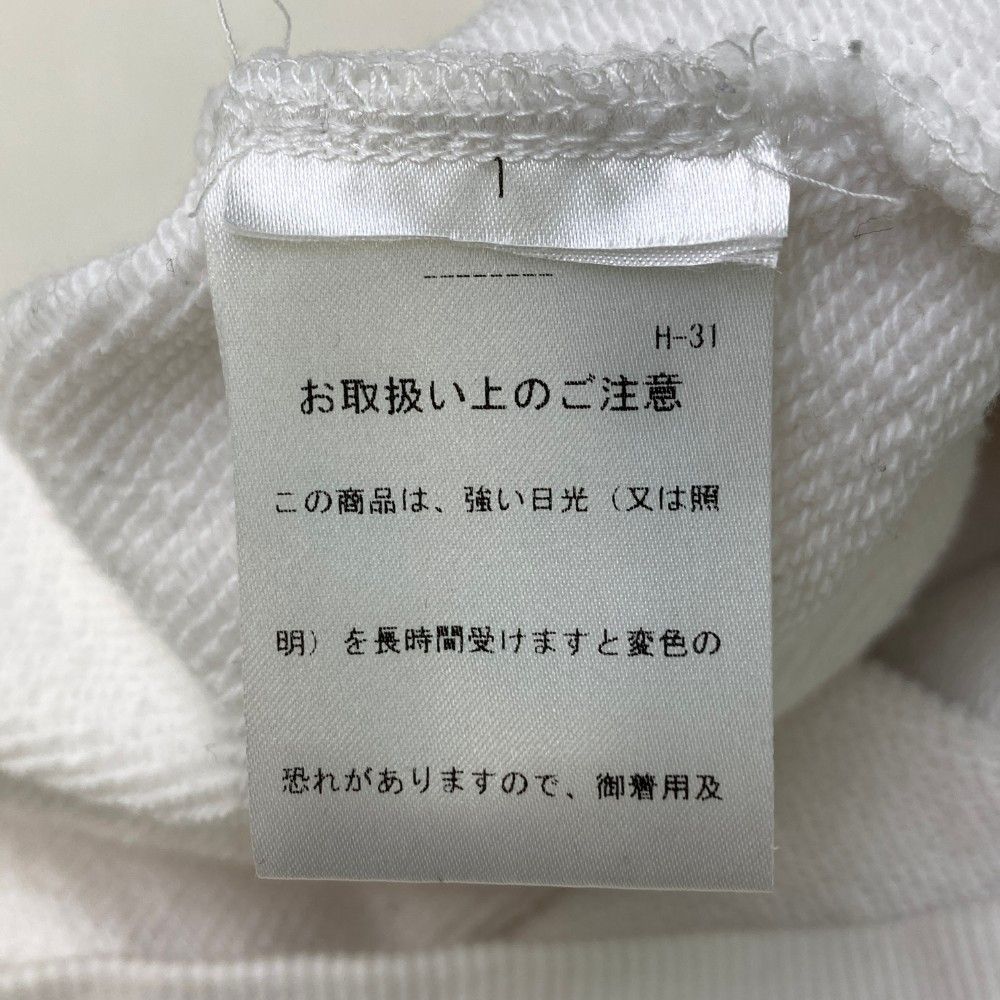 1
--------
H-31
お取扱い上のご注意
この商品は、強い日光（又は照
明）を長時間受けますと変色の
恐れがありますので、御着用及